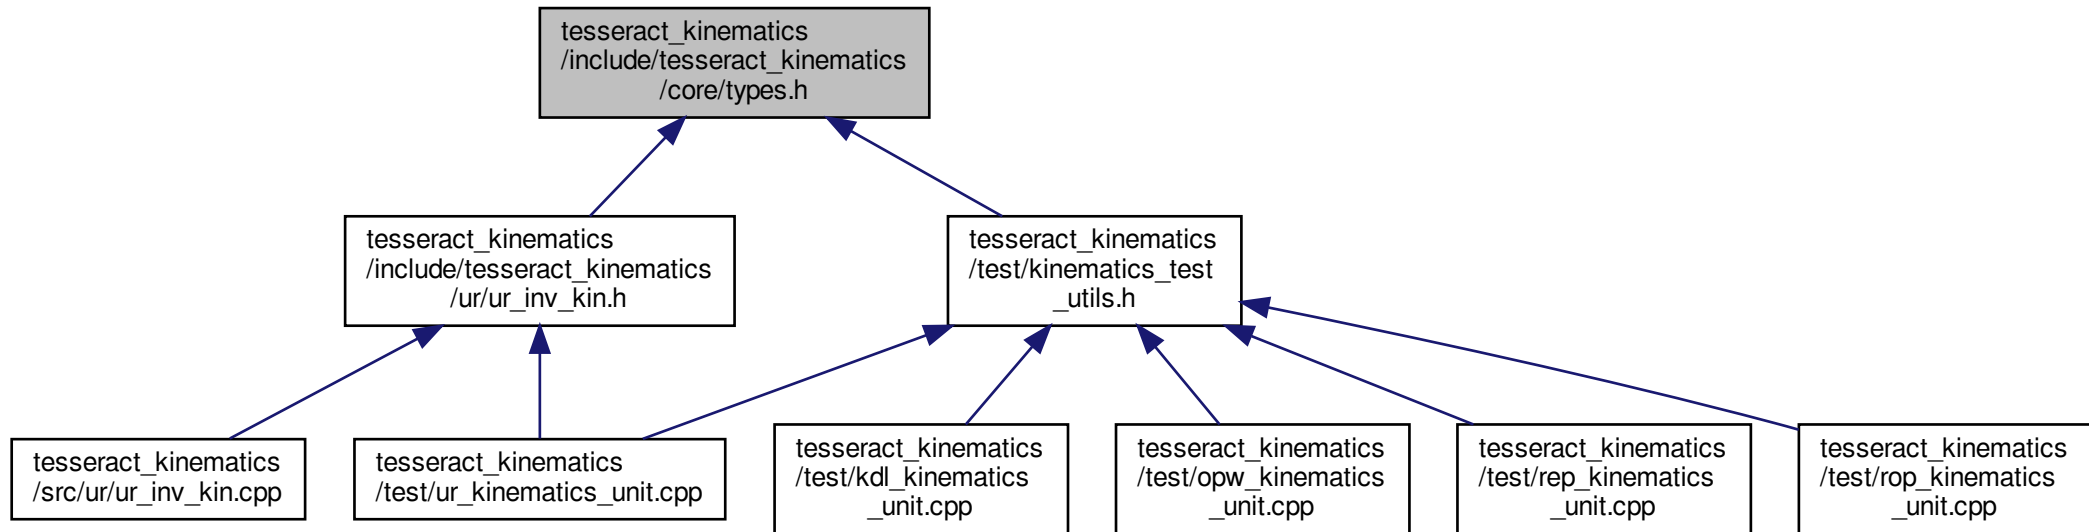 tesseract_kinematics
/include/tesseract_kinematics
/core/types.h
tesseract_kinematics
/include/tesseract_kinematics
/ur/ur_inv_kin.h
tesseract_kinematics
/test/kinematics_test
_utils.h
tesseract_kinematics
/src/ur/ur_inv_kin.cpp
tesseract_kinematics
/test/ur_kinematics_unit.cpp
tesseract_kinematics
/test/kdl_kinematics
_unit.cpp
tesseract_kinematics
/test/opw_kinematics
_unit.cpp
tesseract_kinematics
/test/rep_kinematics
_unit.cpp
tesseract_kinematics
/test/rop_kinematics
_unit.cpp